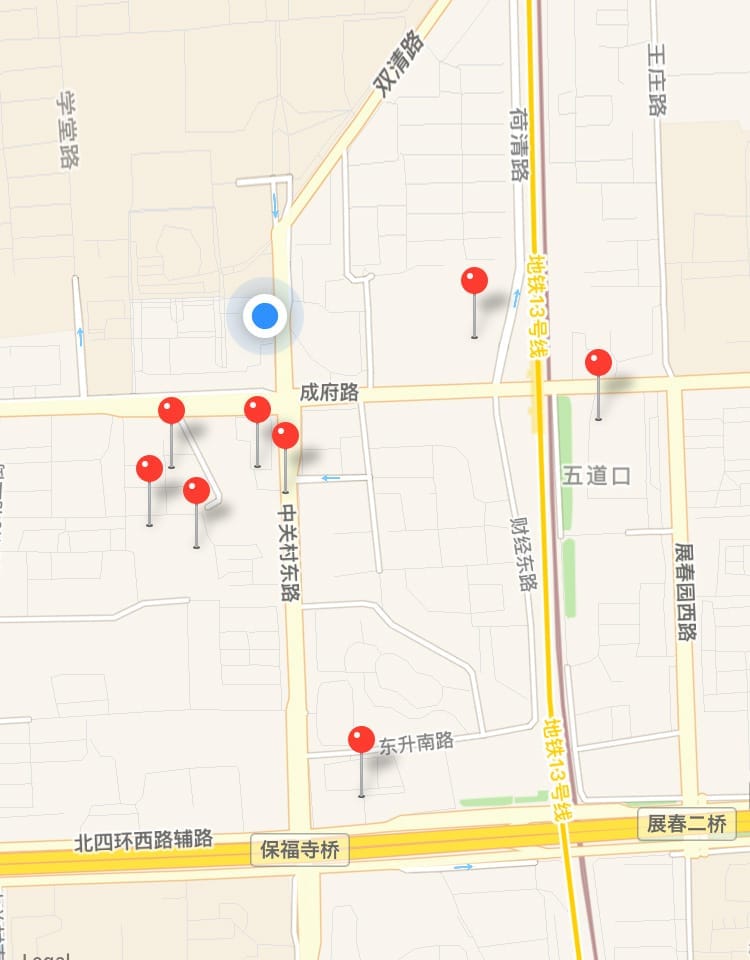 双清路
王庄路
学堂路
荷清路
地铁13号线
成府路
五道口
中关村东路
财经东路
展春园西路
东升南路
地铁13号线
北四环西路辅路
保福寺桥
展春二桥
Legal